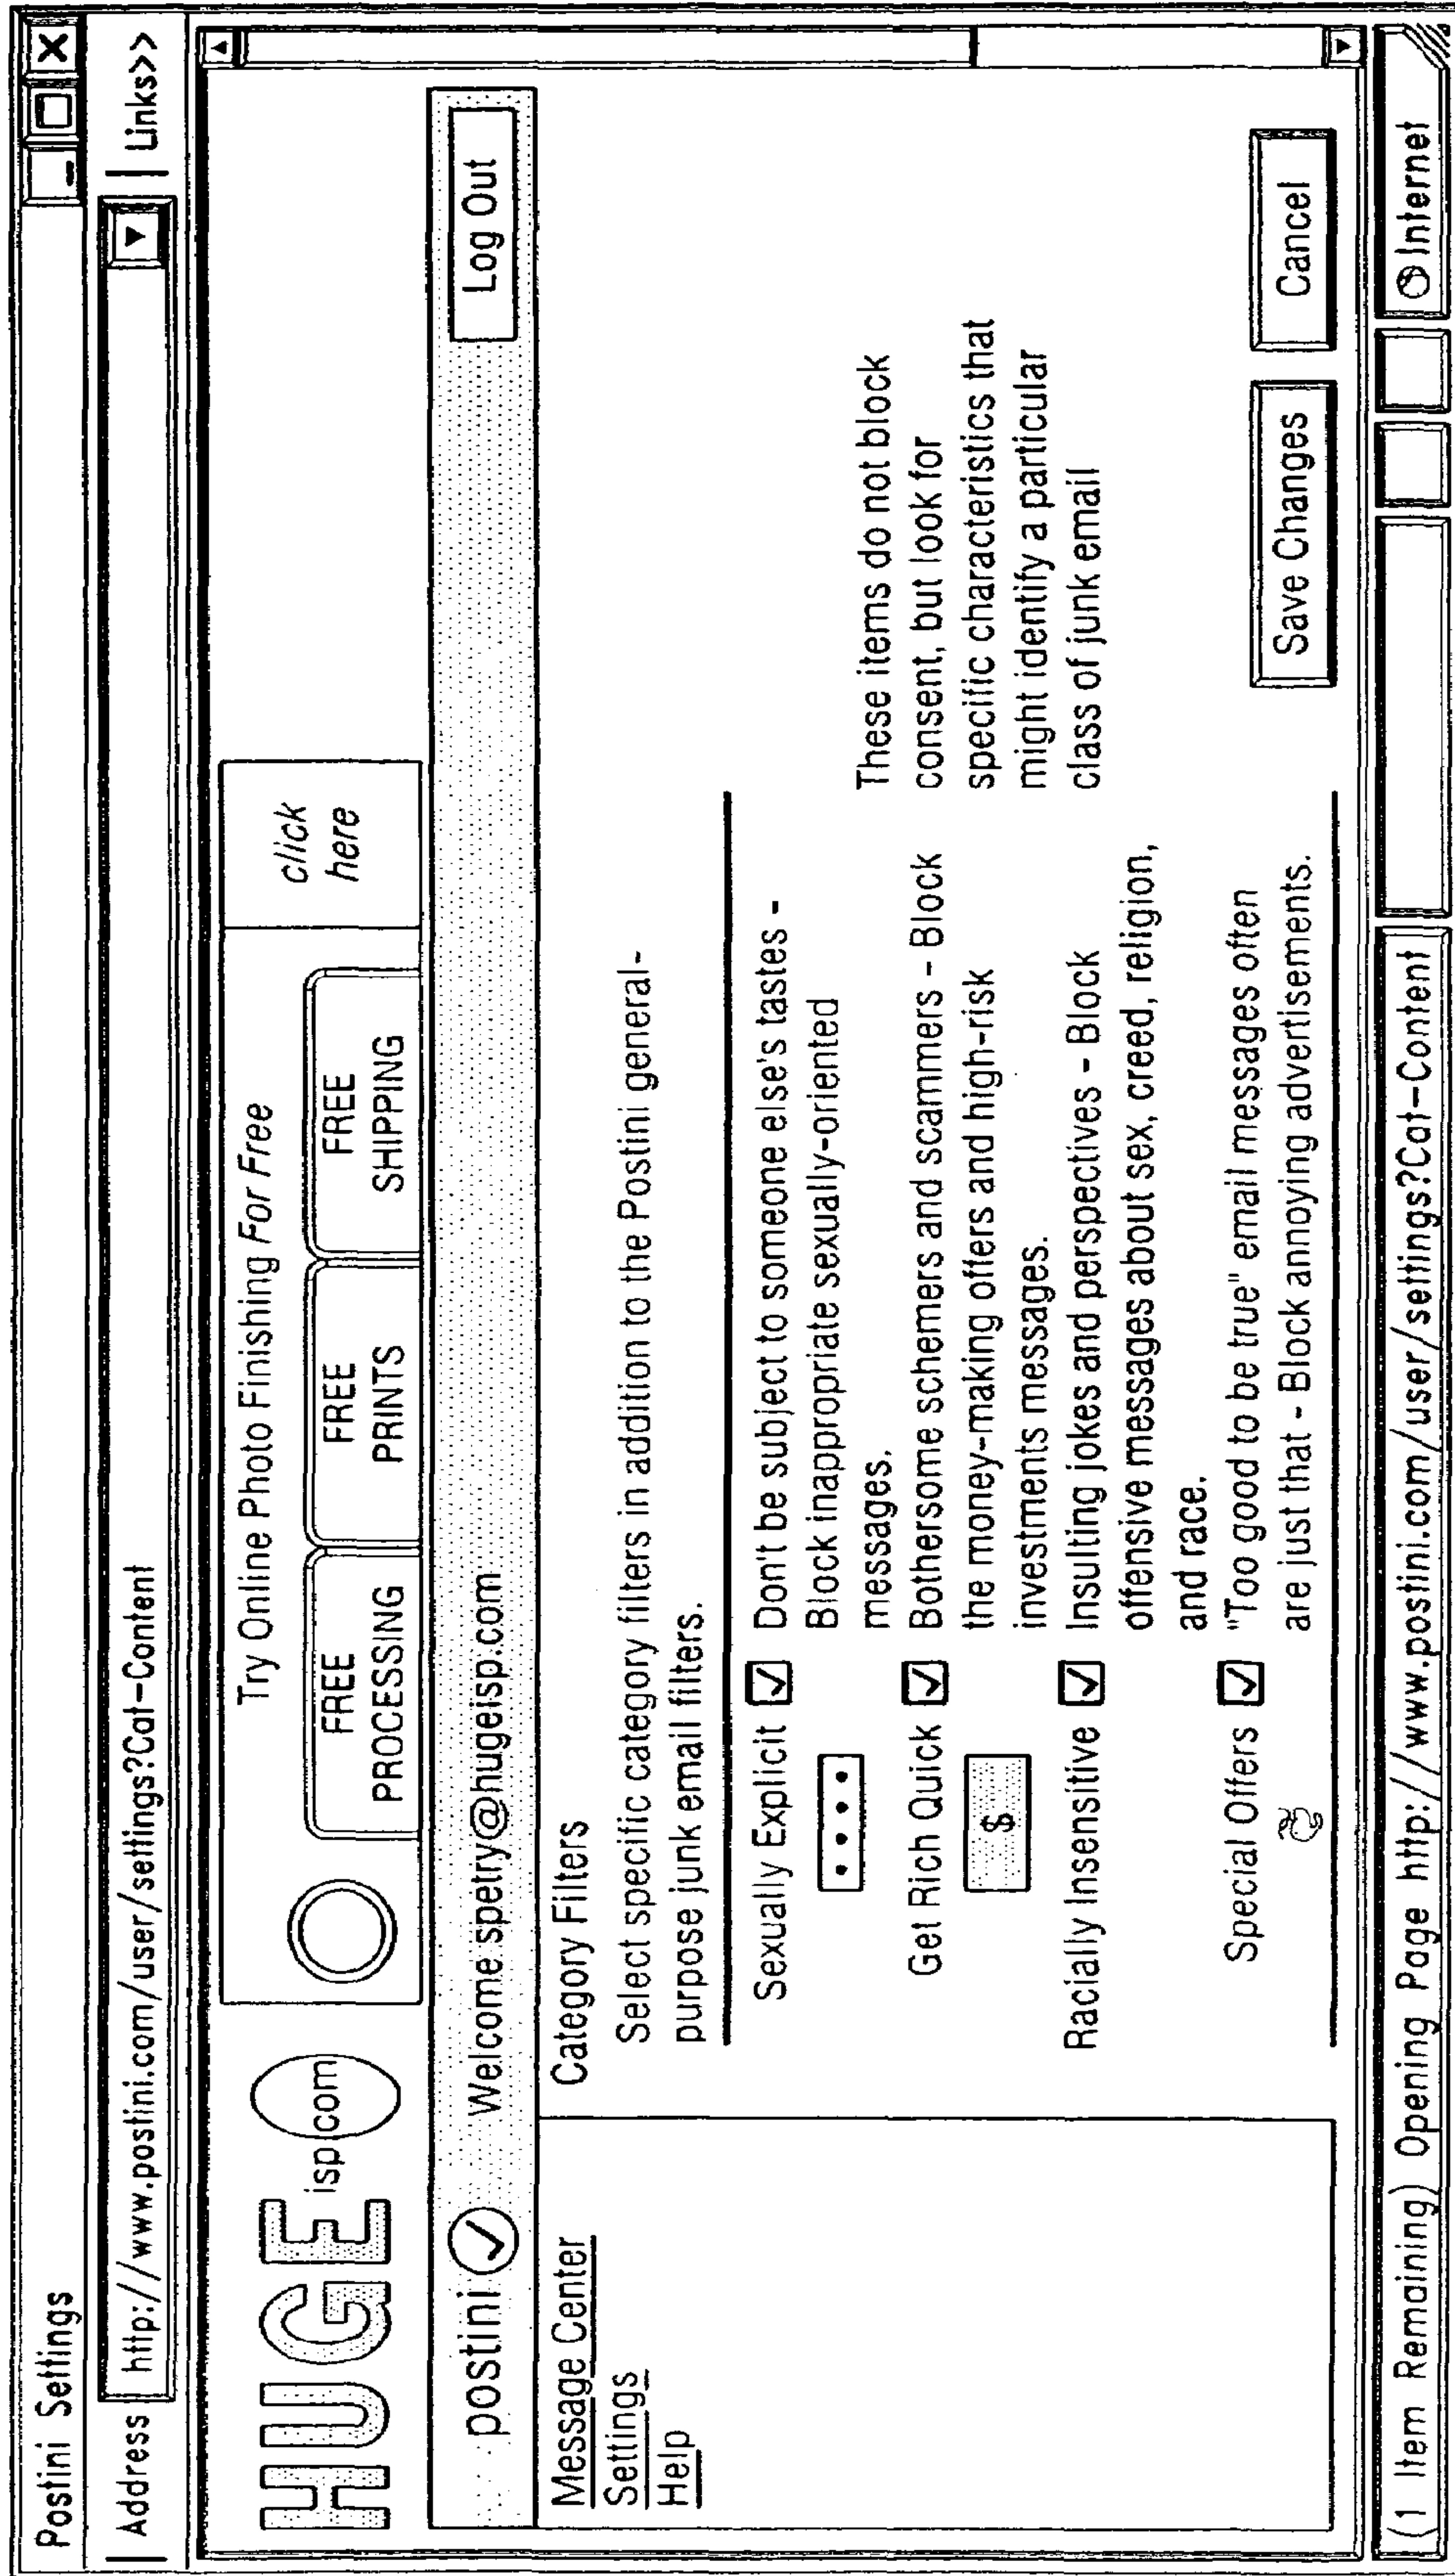 Postini Settings
Address http://www.postini.com/user/settings?Cat-Content Links>>
HUGE isp com
Try Online Photo Finishing For Free
FREE PROCESSING
FREE PRINTS
FREE SHIPPING
click here
postini Welcome spetry@hugeisp.com Log Out
Message Center
Settings
Help
Category Filters
Select specific category filters in addition to the Postini general-
purpose junk email filters.
Sexually Explicit Don't be subject to someone else's tastes -
Block inappropriate sexually-oriented
messages.
Get Rich Quick Bothersome schemers and scammers - Block
$ the money-making offers and high-risk
investments messages.
Racially Insensitive Insulting jokes and perspectives - Block
offensive messages about sex, creed, religion,
and race.
Special Offers "Too good to be true" email messages often
are just that - Block annoying advertisements.
These items do not block
consent, but look for
specific characteristics that
might identify a particular
class of junk email
Save Changes Cancel
(1 Item Remaining) Opening Page http://www.postini.com/user/settings?Cat-Content Internet